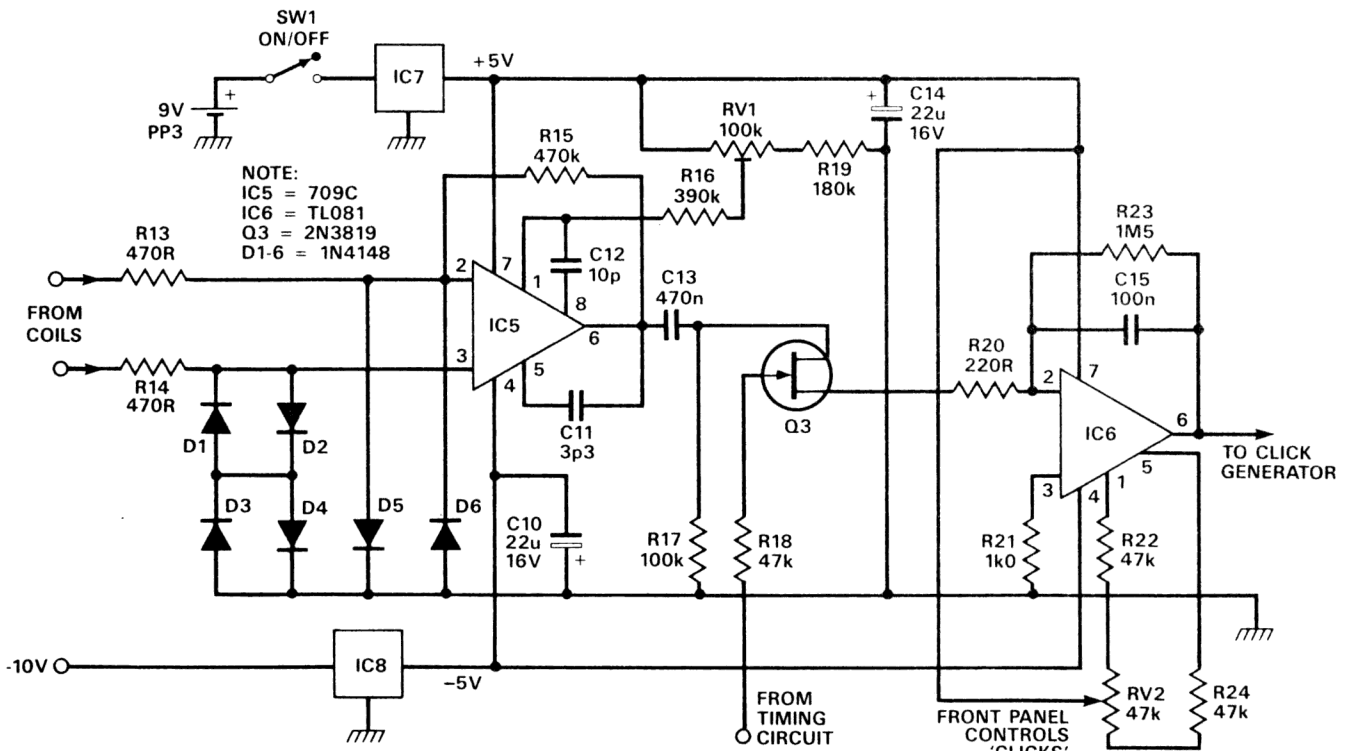 SW1
ON/OFF
IC7
+5V
+
9V
PP3
+
C14
22u
16V
RV1
100k
R15
470k
R16
390k
R19
180k
NOTE:
IC5 = 709C
IC6 = TL081
Q3 = 2N3819
D1-6 = 1N4148
R13
470R
R23
1M5
C15
100n
C12
10p
C13
470n
2
7
1
8
IC5
6
3
5
4
FROM
COILS
R14
470R
C11
3p3
Q3
R20
220R
2
7
IC6
6
5
3
4
1
TO CLICK
GENERATOR
D1
D2
D3
D4
D5
D6
C10
22u
16V
+
R17
100k
R18
47k
R21
1k0
R22
47k
-10V
IC8
−5V
FROM
TIMING
CIRCUIT
FRONT PANEL
CONTROLS
'CLICKS'
RV2
47k
R24
47k